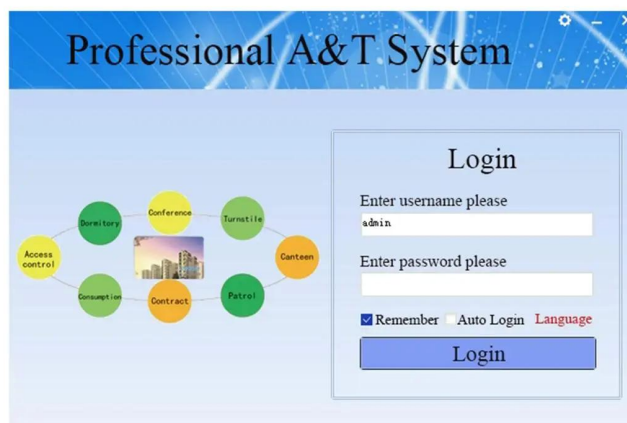 Professional A&T System
Login
Enter username please
admin
Enter password please
Remember Auto Login Language
Login
Conference
Dormitory
Turnstile
Access
control
Canteen
Consumption
Patrol
Contract